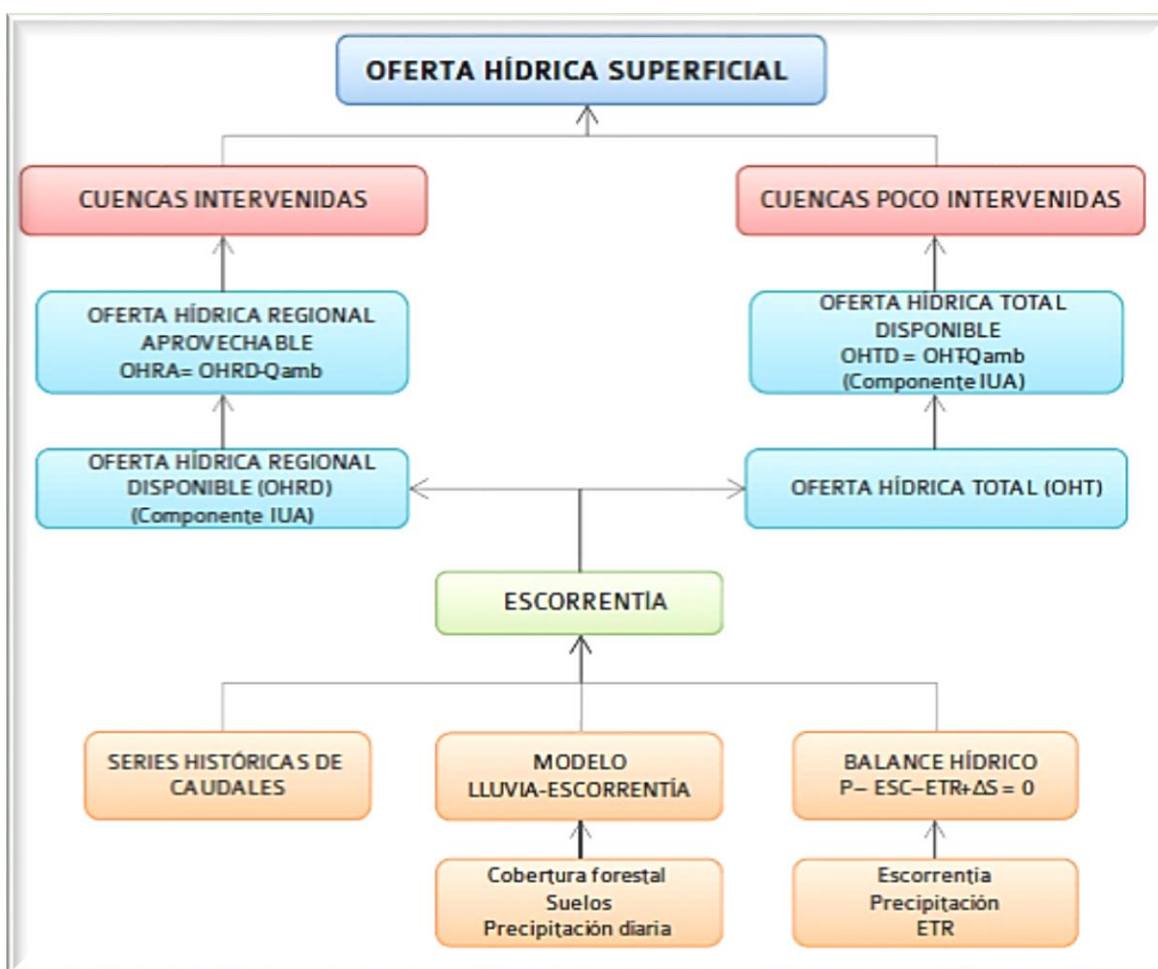 OFERTA HÍDRICA SUPERFICIAL
CUENCAS INTERVENIDAS
CUENCAS POCO INTERVENIDAS
OFERTA HÍDRICA REGIONAL
APROVECHABLE
OHRA= OHRD-Qamb
OFERTA HÍDRICA TOTAL
DISPONIBLE
OHTD = OHT-Qamb
(Componente IUA)
OFERTA HÍDRICA REGIONAL
DISPONIBLE (OHRD)
(Componente IUA)
OFERTA HÍDRICA TOTAL (OHT)
ESCORRENTÍA
SERIES HISTÓRICAS DE
CAUDALES
MODELO
LLUVIA-ESCORRENTÍA
BALANCE HÍDRICO
P– ESC–ETR+ΔS = 0
Cobertura forestal
Suelos
Precipitación diaria
Escorrentia
Precipitación
ETR